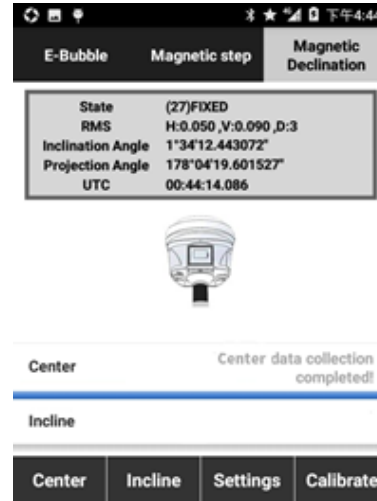 下午4:44
E-Bubble Magnetic step Magnetic
Declination
State (27)FIXED
RMS H:0.050 ,V:0.090 ,D:3
Inclination Angle 1°34'12.443072"
Projection Angle 178°04'19.601527"
UTC 00:44:14.086
Center Center data collection
completed!
Incline
Center Incline Settings Calibrate